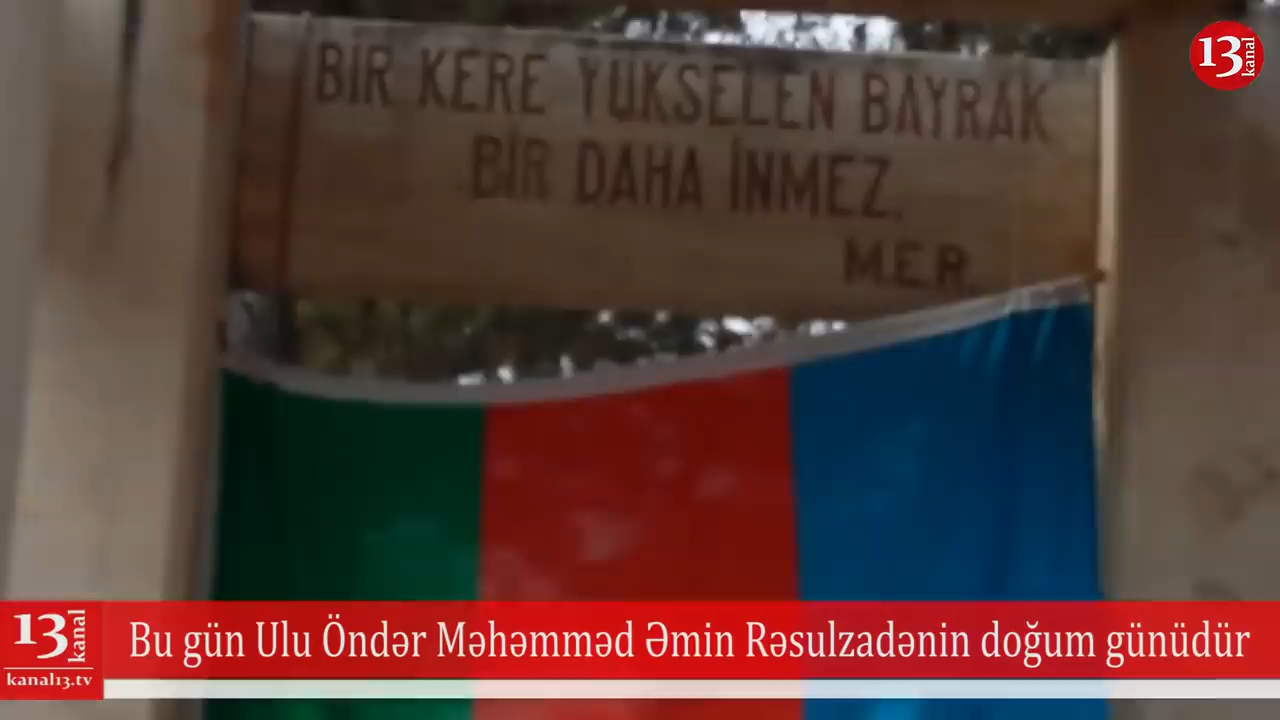 13 kanal
BİR KERE YÜKSELEN BAYRAK
BİR DAHA İNMEZ.
M.E.R.
13 kanal
kanal13.tv
Bu gün Ulu Öndər Məhəmməd Əmin Rəsulzadənin doğum günüdür